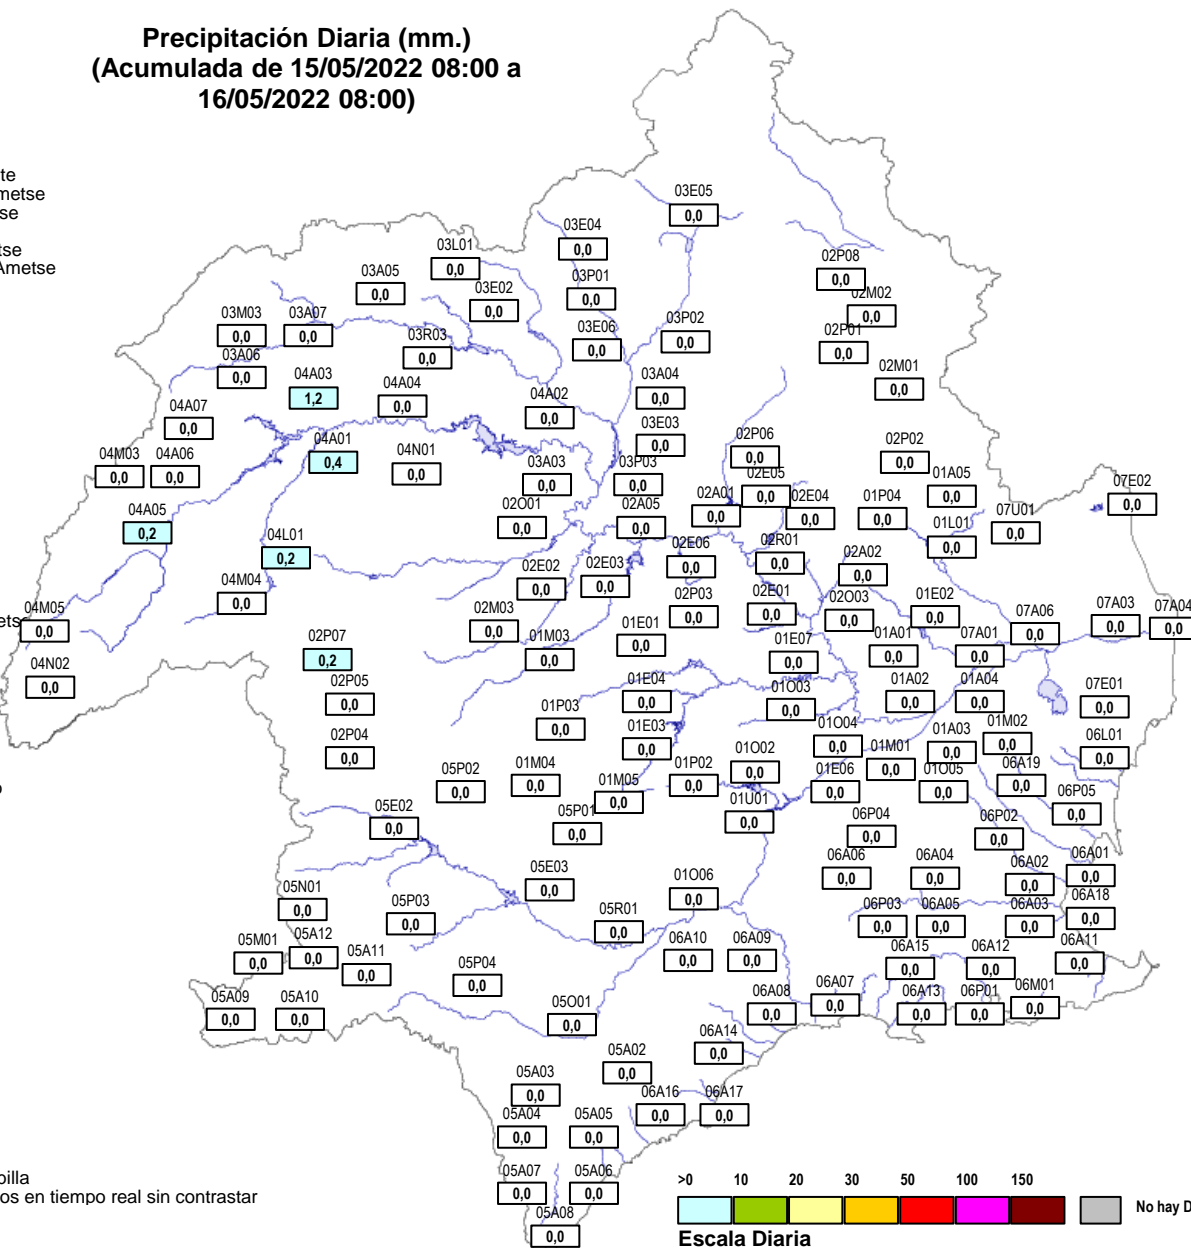 Precipitación Diaria (mm.)
(Acumulada de 15/05/2022 08:00 a
16/05/2022 08:00)
te
metse
se
tse
Ametse
03E05
0,0
03E04
0,0
03L01
0,0
02P08
0,0
03A05
0,0
03P01
0,0
03E02
0,0
02M02
0,0
03M03
0,0
03A07
0,0
03P02
0,0
03E06
0,0
02P01
0,0
03R03
0,0
03A06
0,0
04A03
1,2
04A04
0,0
03A04
0,0
02M01
0,0
04A02
0,0
04A07
0,0
03E03
0,0
04A01
0,4
04N01
0,0
02P06
0,0
02P02
0,0
04M03
0,0
04A06
0,0
03A03
0,0
03P03
0,0
02E05
0,0
01A05
0,0
07E02
0,0
04A05
0,2
02O01
0,0
02A05
0,0
02A01
0,0
02E04
0,0
01P04
0,0
07U01
0,0
01L01
0,0
04L01
0,2
02E06
0,0
02R01
0,0
02A02
0,0
02E02
0,0
02E03
0,0
04M04
0,0
02P03
0,0
02E01
0,0
02O03
0,0
01E02
0,0
07A03
0,0
07A04
0,0
etse
04M05
0,0
02M03
0,0
07A06
0,0
01E01
0,0
01M03
0,0
01E07
0,0
01A01
0,0
07A01
0,0
02P07
0,2
04N02
0,0
02P05
0,0
01E04
0,0
01O03
0,0
01A02
0,0
01A04
0,0
07E01
0,0
01P03
0,0
01E03
0,0
01O04
0,0
01A03
0,0
01M02
0,0
06L01
0,0
02P04
0,0
01O02
0,0
01M01
0,0
05P02
0,0
01M04
0,0
01M05
0,0
01P02
0,0
01E06
0,0
01O05
0,0
06A19
0,0
06P05
0,0
05E02
0,0
05P01
0,0
01U01
0,0
06P04
0,0
06P02
0,0
05E03
0,0
06A06
0,0
06A04
0,0
06A02
0,0
06A01
0,0
01O06
0,0
05N01
0,0
05P03
0,0
05R01
0,0
06P03
0,0
06A05
0,0
06A03
0,0
06A18
0,0
05M01
0,0
05A12
0,0
05A11
0,0
06A10
0,0
06A09
0,0
06A15
0,0
06A12
0,0
06A11
0,0
05P04
0,0
05A09
0,0
05A10
0,0
05O01
0,0
06A08
0,0
06A07
0,0
06A13
0,0
06P01
0,0
06M01
0,0
06A14
0,0
05A02
0,0
05A03
0,0
06A16
0,0
06A17
0,0
05A04
0,0
05A05
0,0
05A07
0,0
05A06
0,0
05A08
0,0
oilla
os en tiempo real sin contrastar
>0 10 20 30 50 100 150
No hay D
Escala Diaria